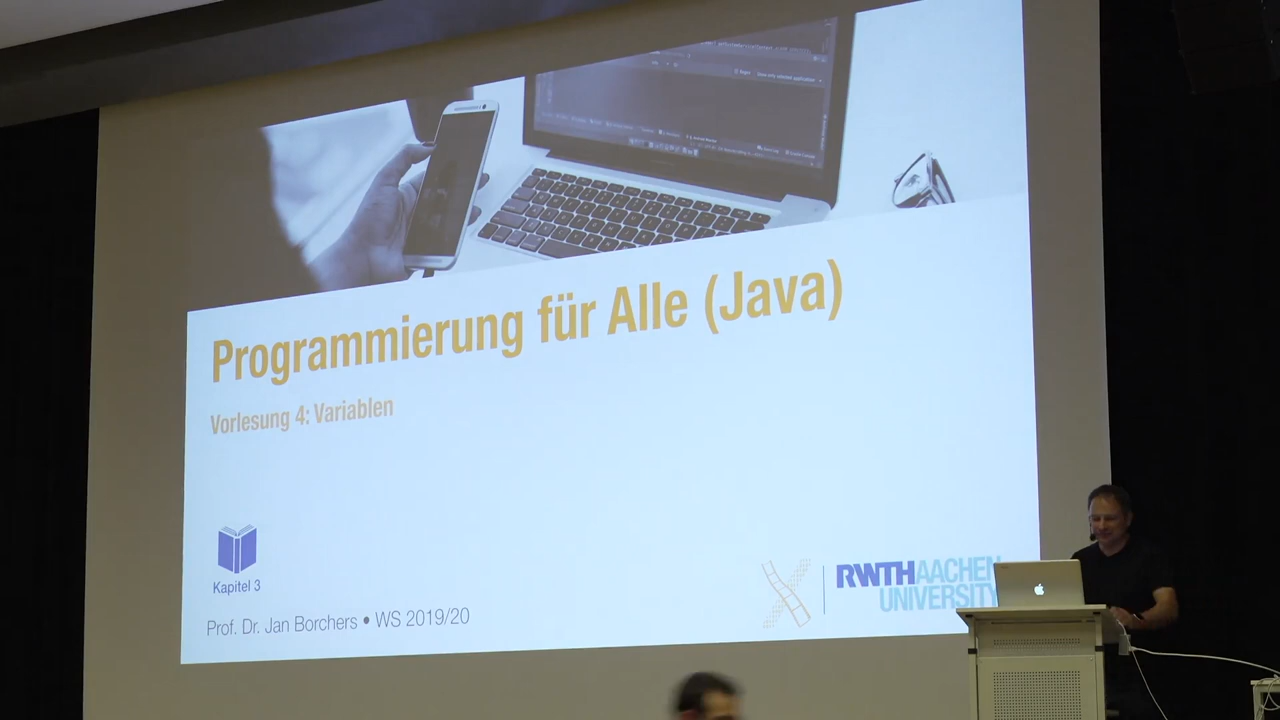 Programmierung für Alle (Java)
Vorlesung 4: Variablen
Kapitel 3
Prof. Dr. Jan Borchers • WS 2019/20
RWTH AACHEN
UNIVERSITY